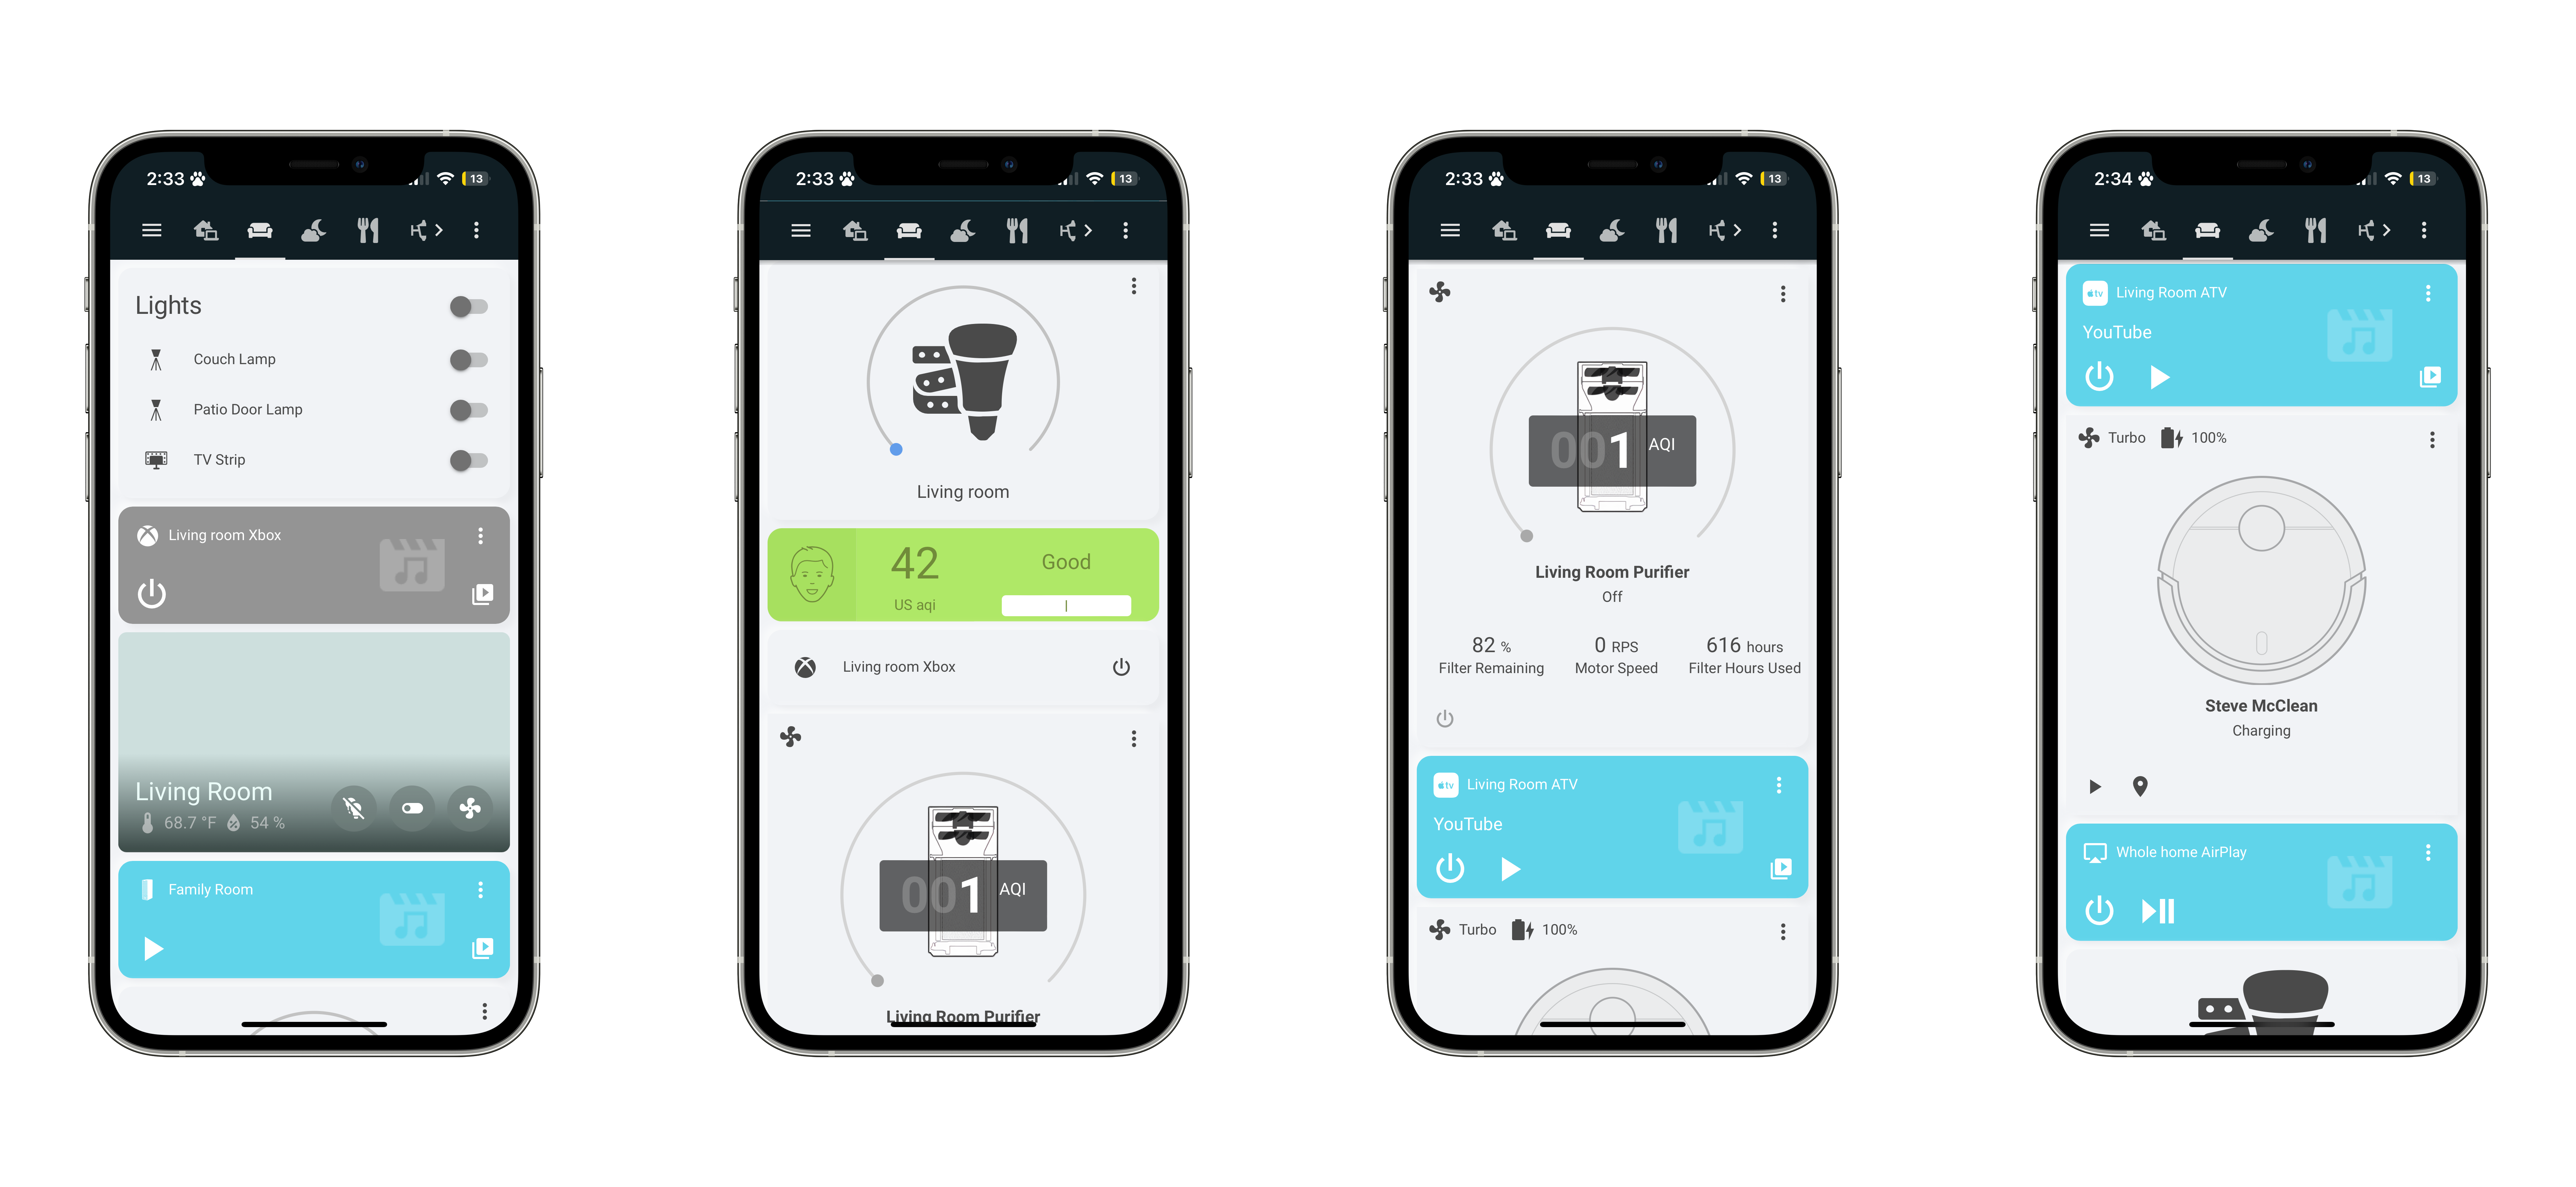 2:33
13
Lights
Couch Lamp
Patio Door Lamp
TV Strip
Living room Xbox
Living Room
68.7 °F 54 %
Family Room
2:33
13
Living room
42
Good
US aqi
Living room Xbox
001 AQI
Living Room Purifier
2:33
13
001 AQI
Living Room Purifier
Off
82 % 0 RPS 616 hours
Filter Remaining Motor Speed Filter Hours Used
tv Living Room ATV
YouTube
Turbo 100%
2:34
13
tv Living Room ATV
YouTube
Turbo 100%
Steve McClean
Charging
Whole home AirPlay